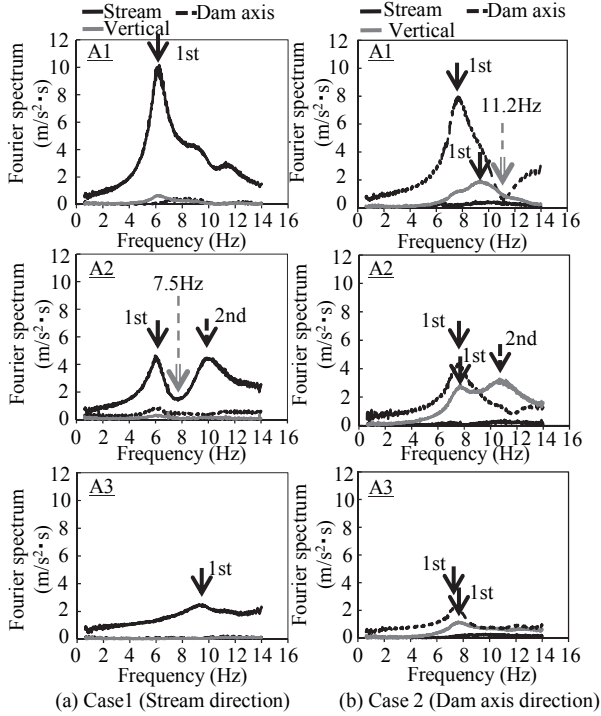 Stream Dam axis
Vertical
Stream Dam axis
Vertical
A1
1st
Fourier spectrum
(m/s²・s)
12
10
8
6
4
2
0
0 2 4 6 8 10 12 14 16
Frequency (Hz)
A1
1st
11.2Hz
1st
Fourier spectrum
(m/s²・s)
12
10
8
6
4
2
0
0 2 4 6 8 10 12 14 16
Frequency (Hz)
A2
7.5Hz
1st
2nd
Fourier spectrum
(m/s²・s)
12
10
8
6
4
2
0
0 2 4 6 8 10 12 14 16
Frequency (Hz)
A2
1st
2nd
1st
Fourier spectrum
(m/s²・s)
12
10
8
6
4
2
0
0 2 4 6 8 10 12 14 16
Frequency (Hz)
A3
1st
Fourier spectrum
(m/s²・s)
12
10
8
6
4
2
0
0 2 4 6 8 10 12 14 16
Frequency (Hz)
A3
1st
1st
Fourier spectrum
(m/s²・s)
12
10
8
6
4
2
0
0 2 4 6 8 10 12 14 16
Frequency (Hz)
(a) Case1 (Stream direction)
(b) Case 2 (Dam axis direction)